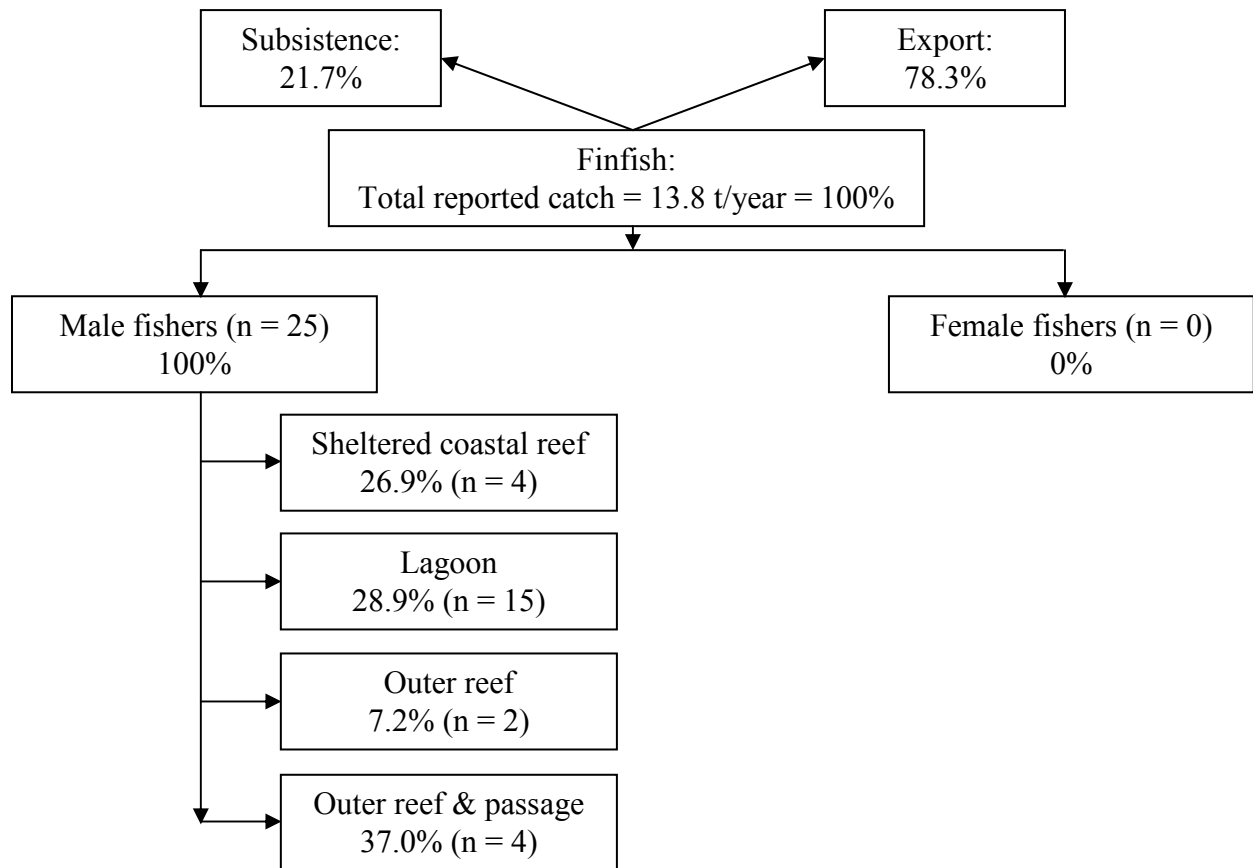 Subsistence:
21.7%
Export:
78.3%
Finfish:
Total reported catch = 13.8 t/year = 100%
Male fishers (n = 25)
100%
Female fishers (n = 0)
0%
Sheltered coastal reef
26.9% (n = 4)
Lagoon
28.9% (n = 15)
Outer reef
7.2% (n = 2)
Outer reef & passage
37.0% (n = 4)